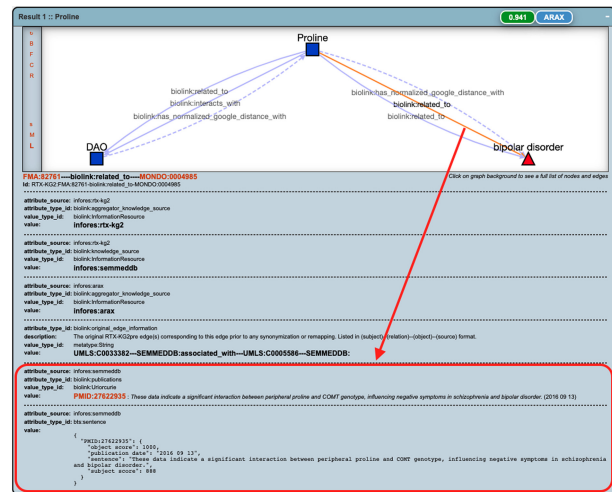 Result 1 :: Proline
0.941
ARAX
-
B
F
C
R
s
M
L
Proline
biolink:related_to
biolink:interacts_with
biolink:has_normalized_google_distance_with
biolink:has_normalized_google_distance_with
biolink:related_to
biolink:related_to
DAO
bipolar disorder
FMA:82761----biolink:related_to----MONDO:0004985
Click on graph background to see a full list of nodes and edges
Id: RTX-KG2:FMA:82761-biolink:related_to-MONDO:0004985
attribute_source: infores:rtx-kg2
attribute_type_id: biolink:aggregator_knowledge_source
value_type_id: biolink:InformationResource
value: infores:rtx-kg2
attribute_source: infores:rtx-kg2
attribute_type_id: biolink:knowledge_source
value_type_id: biolink:InformationResource
value: infores:semmeddb
attribute_source: infores:arax
attribute_type_id: biolink:aggregator_knowledge_source
value_type_id: biolink:InformationResource
value: infores:arax
attribute_type_id: biolink:original_edge_information
description: The original RTX-KG2pre edge(s) corresponding to this edge prior to any synonymization or remapping. Listed in (subject)--(relation)--(object)--(source) format.
value_type_id: metatype:String
value: UMLS:C0033382---SEMMEDDB:associated_with---UMLS:C0005586---SEMMEDDB:
attribute_source: infores:semmeddb
attribute_type_id: biolink:publications
value_type_id: biolink:Uriorcurie
value: PMID:27622935 : These data indicate a significant interaction between peripheral proline and COMT genotype, influencing negative symptoms in schizophrenia and bipolar disorder. (2016 09 13)
attribute_source: infores:semmeddb
attribute_type_id: bts:sentence
value:
{
"PMID:27622935": {
"object score": 1000,
"publication date": "2016 09 13",
"sentence": "These data indicate a significant interaction between peripheral proline and COMT genotype, influencing negative symptoms in schizophrenia
and bipolar disorder.",
"subject score": 888
}
}